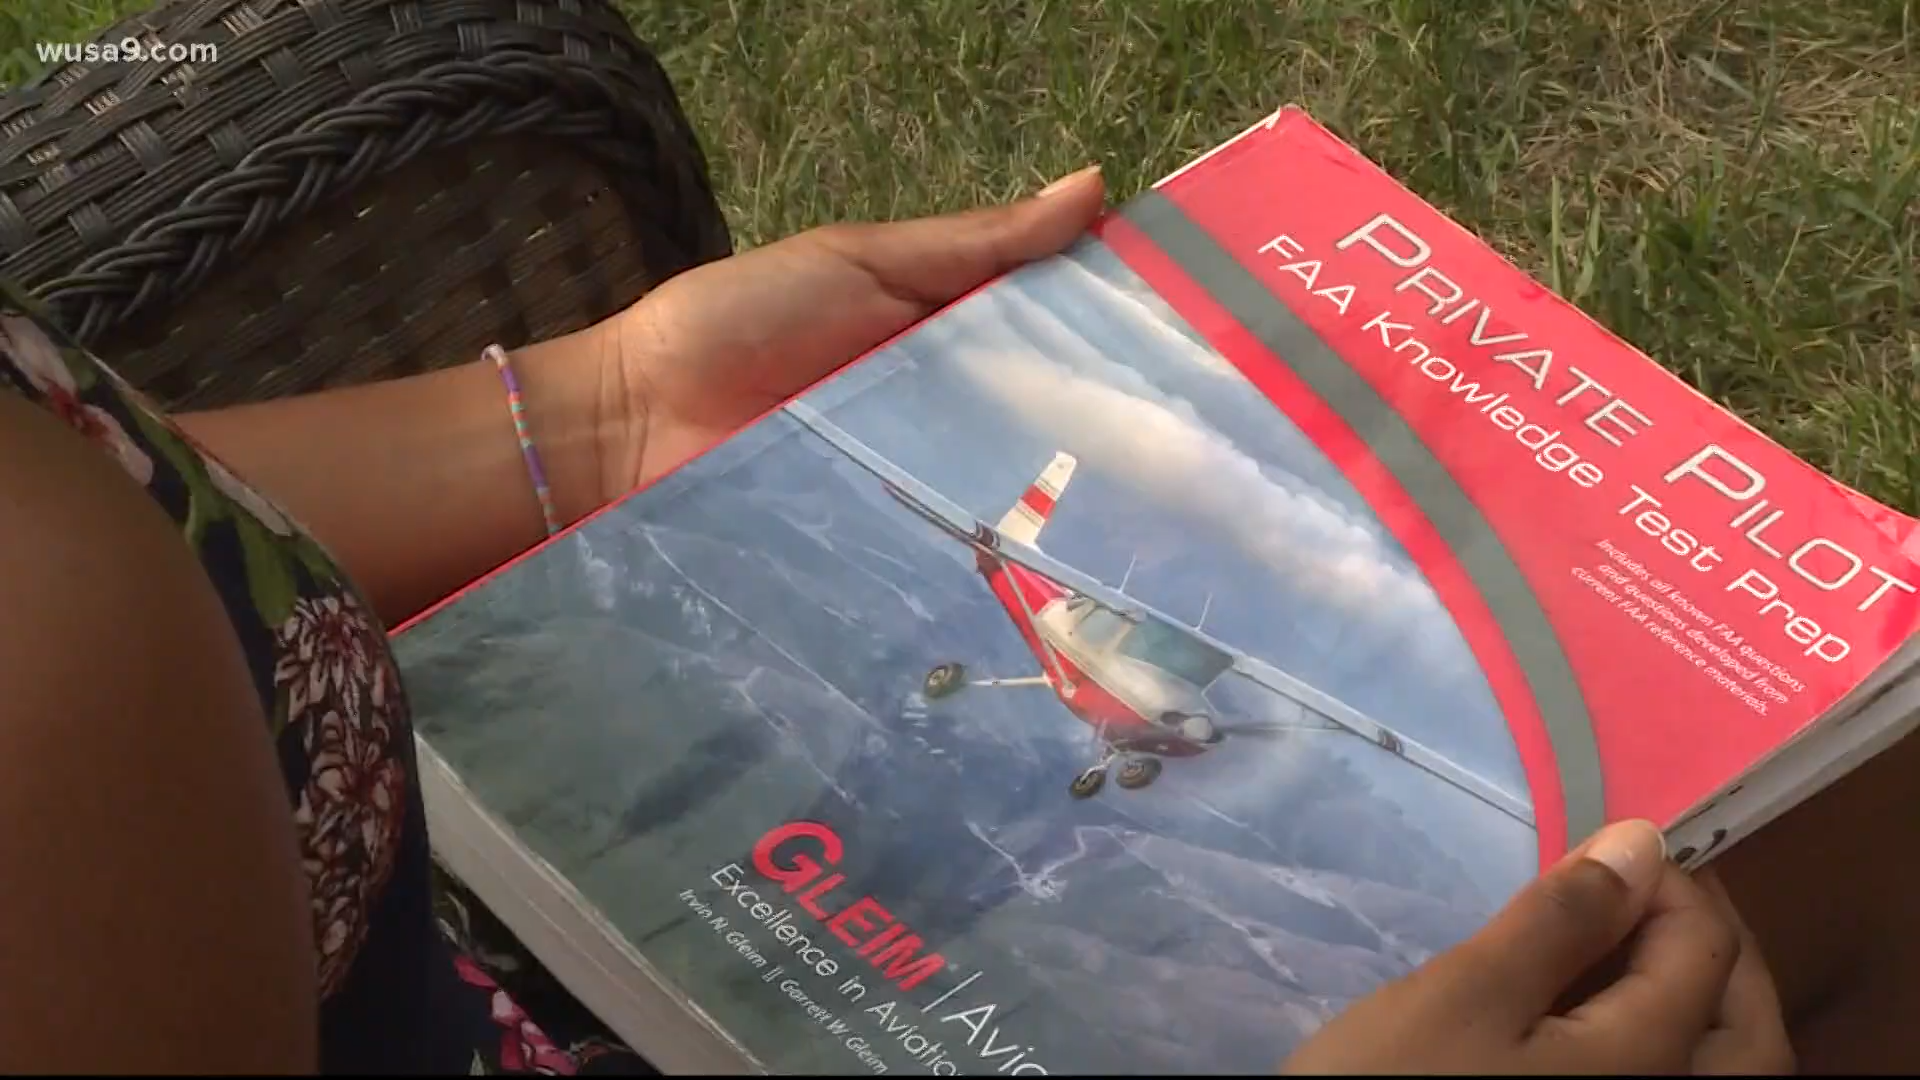 wusa9.com
PRIVATE PILOT
FAA Knowledge Test Prep
Includes all known FAA questions
and questions developed from
current FAA reference materials.
GLEIM | Avia
Excellence in Aviatio
Irvin N. Gleim || Garrett W. Gleim